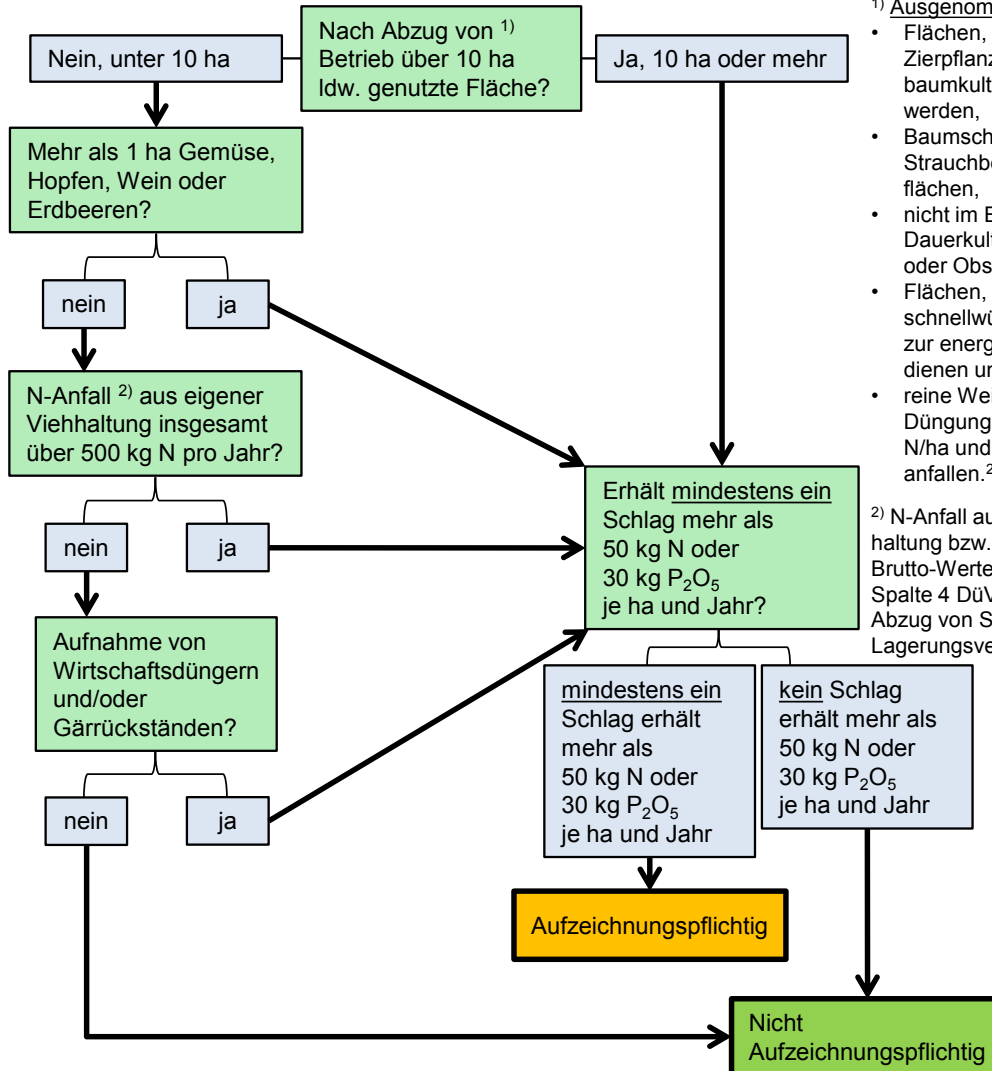 Nach Abzug von 1)
Betrieb über 10 ha
ldw. genutzte Fläche?
Nein, unter 10 ha
Ja, 10 ha oder mehr
Mehr als 1 ha Gemüse,
Hopfen, Wein oder
Erdbeeren?
nein
ja
N-Anfall 2) aus eigener
Viehhaltung insgesamt
über 500 kg N pro Jahr?
nein
ja
Aufnahme von
Wirtschaftsdüngern
und/oder
Gärrückständen?
nein
ja
Erhält mindestens ein
Schlag mehr als
50 kg N oder
30 kg P2O5
je ha und Jahr?
mindestens ein
Schlag erhält
mehr als
50 kg N oder
30 kg P2O5
je ha und Jahr
kein Schlag
erhält mehr als
50 kg N oder
30 kg P2O5
je ha und Jahr
Aufzeichnungspflichtig
Nicht
Aufzeichnungspflichtig
1) Ausgenom
• Flächen,
Zierpflanz
baumkult
werden,
• Baumsch
Strauchbe
flächen,
• nicht im
Dauerkult
oder Obs
• Flächen,
schnellwü
zur energ
dienen un
• reine Wei
Düngung
N/ha und
anfallen.2
2) N-Anfall au
haltung bzw.
Brutto-Werte
Spalte 4 DüV
Abzug von S
Lagerungsve